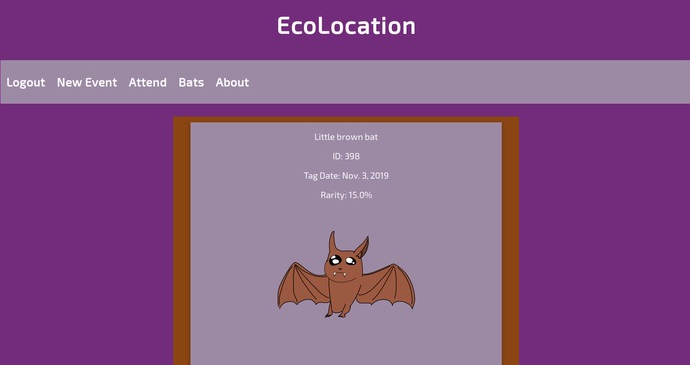 EcoLocation
Logout New Event Attend Bats About
Little brown bat
ID: 398
Tag Date: Nov. 3, 2019
Rarity: 15.0%